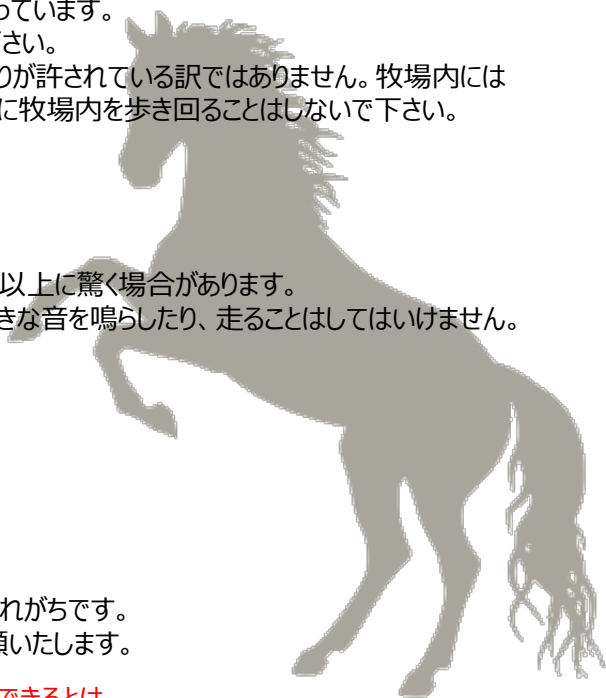 っています。
下さい。
りが許されている訳ではありません。牧場内には
に牧場内を歩き回ることはしないで下さい。
以上に驚く場合があります。
きな音を鳴らしたり、走ることはしてはいけません。
れがちです。
願いたします。
できるとは